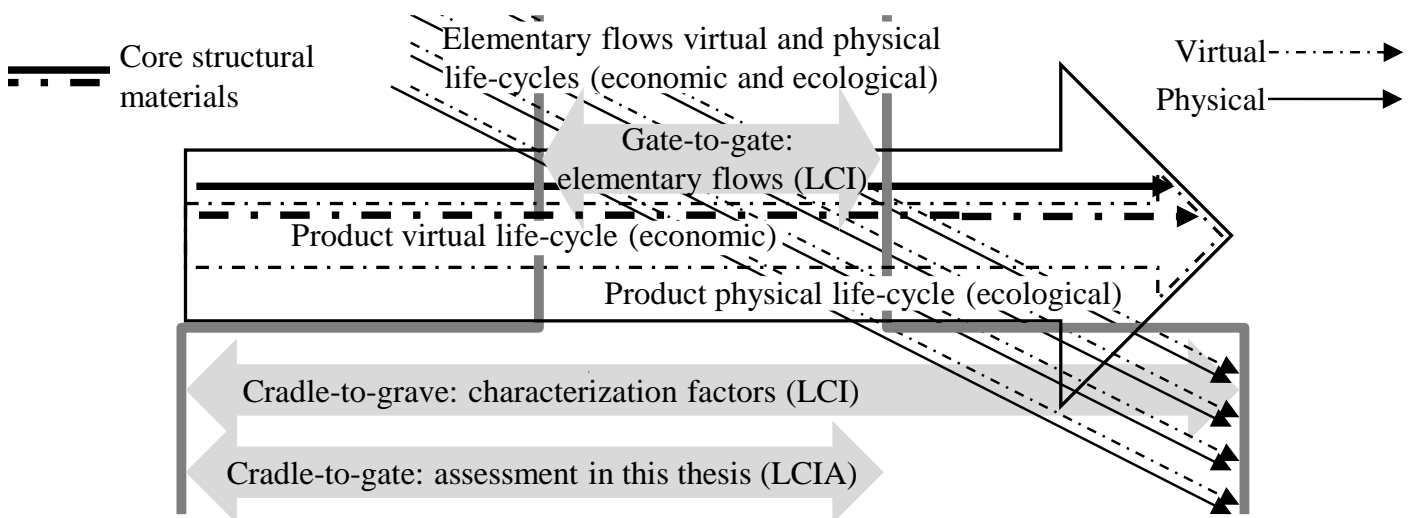 Core structural
materials
Elementary flows virtual and physical
life-cycles (economic and ecological)
Virtual
Physical
Gate-to-gate:
elementary flows (LCI)
Product virtual life-cycle (economic)
Product physical life-cycle (ecological)
Cradle-to-grave: characterization factors (LCI)
Cradle-to-gate: assessment in this thesis (LCIA)